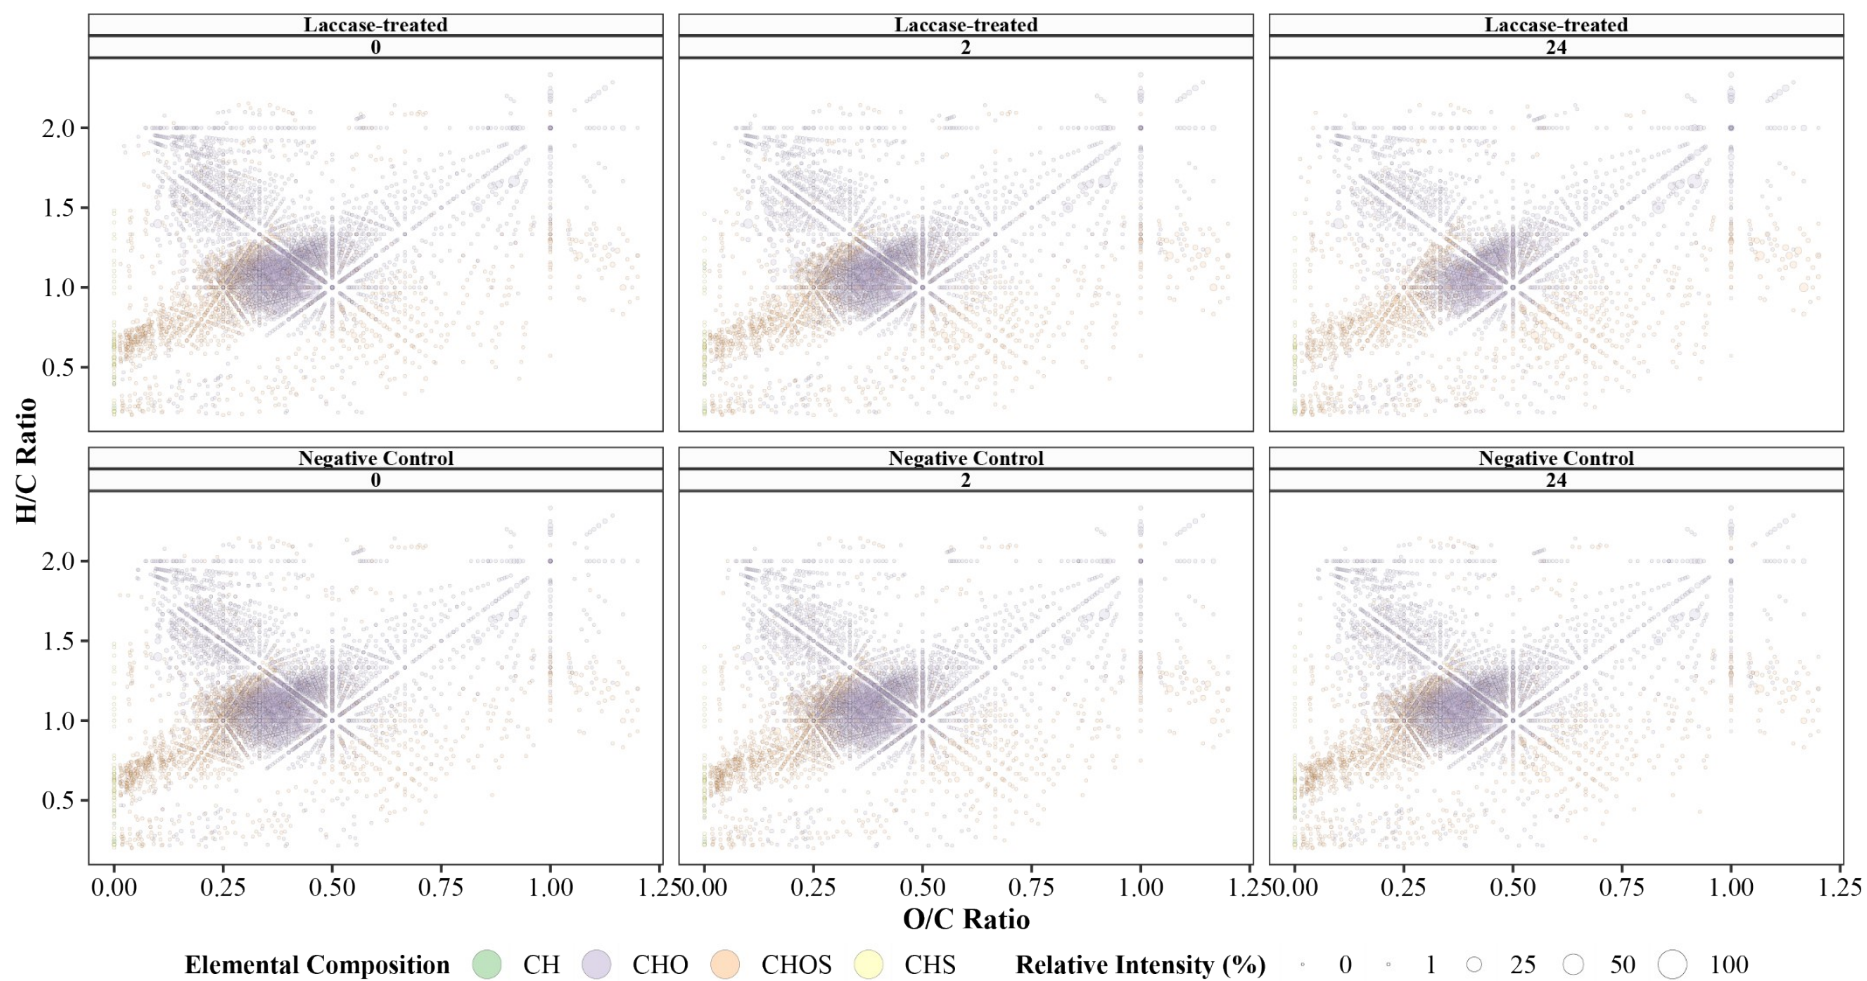 Laccase-treated Laccase-treated Laccase-treated
0 2 24
2.0
1.5
1.0
0.5
H/C Ratio
Negative Control Negative Control Negative Control
0 2 24
2.0
1.5
1.0
0.5
0.00 0.25 0.50 0.75 1.00 1.25 0.00 0.25 0.50 0.75 1.00 1.25 0.00 0.25 0.50 0.75 1.00 1.25
O/C Ratio
Elemental Composition CH CHO CHOS CHS Relative Intensity (%) 0 1 25 50 100